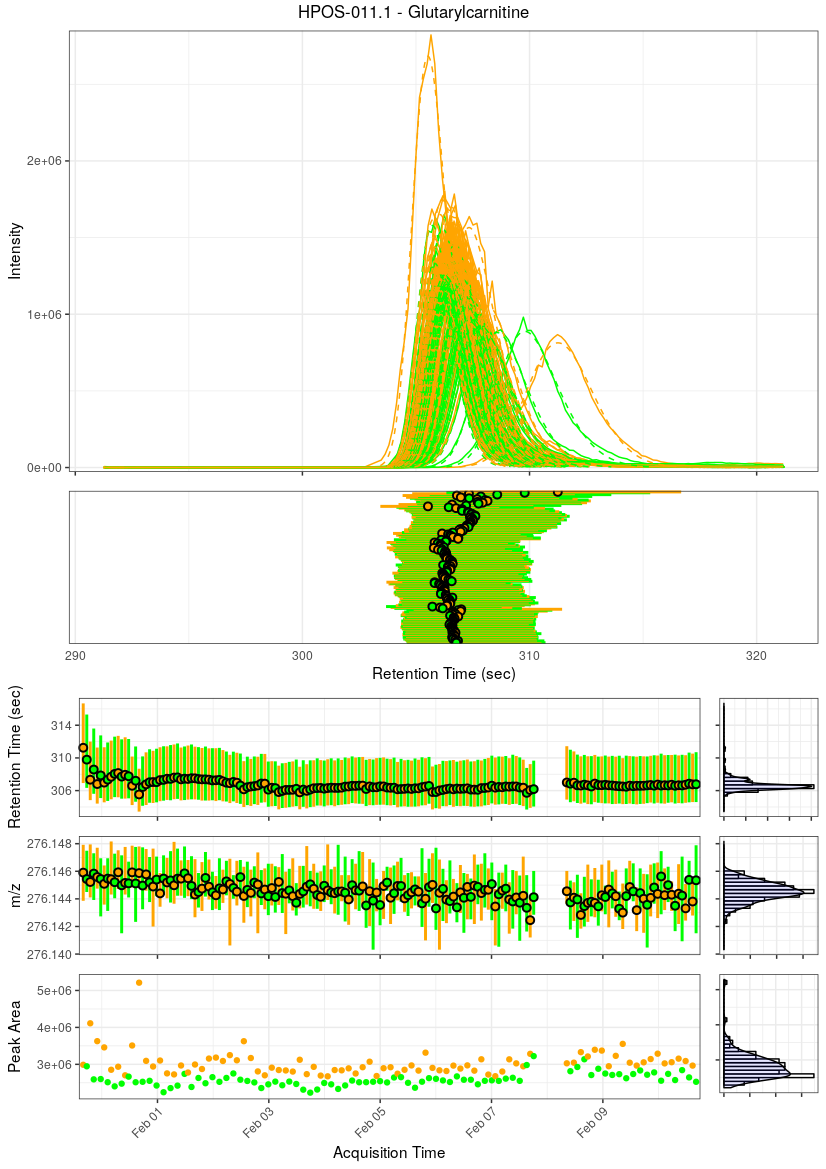 HPOS-011.1 - Glutarylcarnitine
Intensity
2e+06
1e+06
0e+00
290 300 310 320
Retention Time (sec)
Retention Time (sec)
314
310
306
m/z
276.148
276.146
276.144
276.142
276.140
Peak Area
5e+06
4e+06
3e+06
Feb 01 Feb 03 Feb 05 Feb 07 Feb 09
Acquisition Time